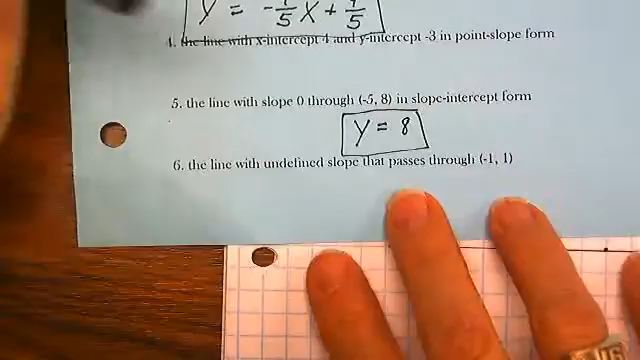 y = - 1/5 x + 4/5
4. the line with x-intercept 4 and y-intercept -3 in point-slope form
5. the line with slope 0 through (-5, 8) in slope-intercept form
y = 8
6. the line with undefined slope that passes through (-1, 1)